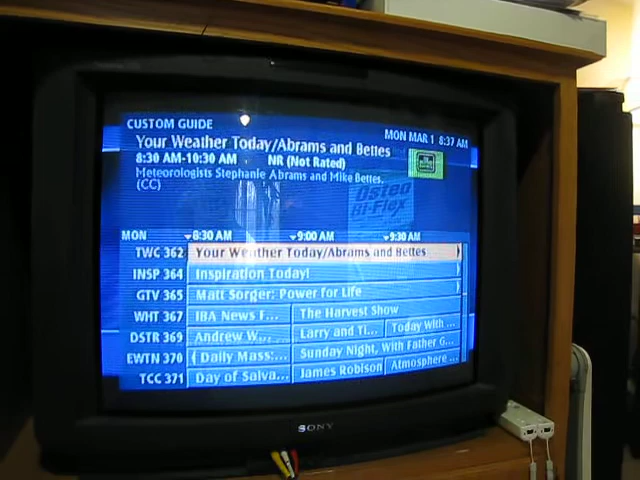 CUSTOM GUIDE
MON MAR 1 8:37 AM
Your Weather Today/Abrams and Bettes
8:30 AM-10:30 AM NR (Not Rated)
Meteorologists Stephanie Abrams and Mike Bettes.
(CC)
Osteo
Bi-Flex
MON 8:30 AM 9:00 AM 9:30 AM
TWC 362 Your Weather Today/Abrams and Bettes
INSP 364 Inspiration Today!
GTV 365 Matt Sorger: Power for Life
WHT 367 IBA News F... The Harvest Show
DSTR 369 Andrew W... Larry and Ti... Today With ...
EWTN 370 Daily Mass:... Sunday Night, With Father G...
TCC 371 Day of Salva... James Robison Atmosphere ...
SONY